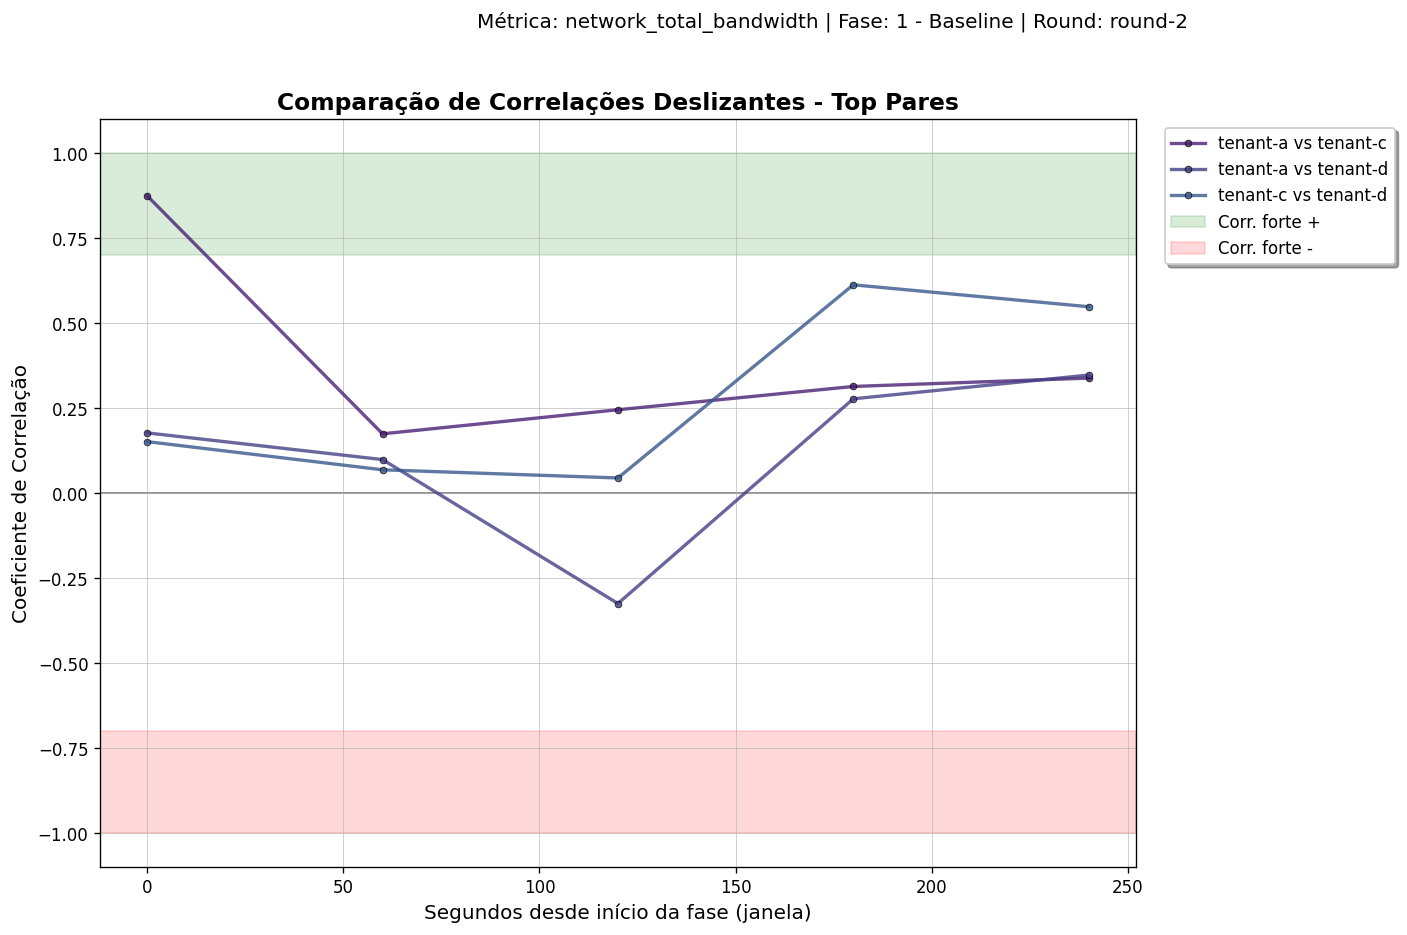 Métrica: network_total_bandwidth | Fase: 1 - Baseline | Round: round-2
Comparação de Correlações Deslizantes - Top Pares
1.00
0.75
0.50
0.25
0.00
−0.25
−0.50
−0.75
−1.00
Coeficiente de Correlação
0
50
100
150
200
250
Segundos desde início da fase (janela)
tenant-a vs tenant-c
tenant-a vs tenant-d
tenant-c vs tenant-d
Corr. forte +
Corr. forte -